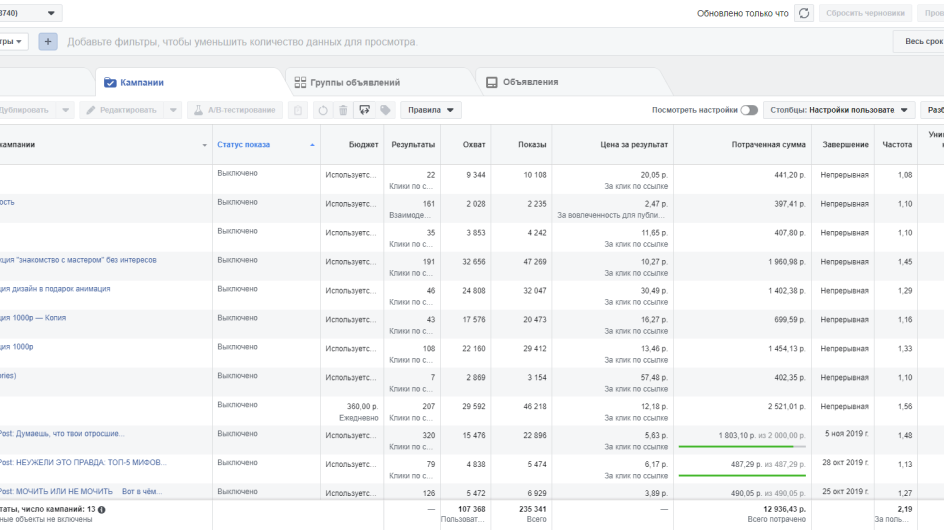 3740)
Обновлено только что
Сбросить черновики
Пров
тры
+
Добавьте фильтры, чтобы уменьшить количество данных для просмотра.
Весь срок
Кампании
Группы объявлений
Объявления
Дублировать
Редактировать
A/B-тестирование
Правила
Посмотреть настройки
Столбцы: Настройки пользовате
Разб
кампании
Статус показа
Бюджет
Результаты
Охват
Показы
Цена за результат
Потраченная сумма
Завершение
Частота
Уни
Выключено Используетс... 22 9 344 10 108 20,05 р. 441,20 р. Непрерывная 1,08
Клики по с... За клик по ссылке
ость Выключено Используетс... 161 2 028 2 235 2,47 р. 397,41 р. Непрерывная 1,10
Взаимоде... За вовлеченность для публи...
Выключено Используетс... 35 3 853 4 242 11,65 р. 407,80 р. Непрерывная 1,10
Клики по с... За клик по ссылке
кция "знакомство с мастером" без интересов Выключено Используетс... 191 32 656 47 269 10,27 р. 1 960,98 р. Непрерывная 1,45
Клики по с... За клик по ссылке
ция дизайн в подарок анимация Выключено Используетс... 46 24 808 32 047 30,49 р. 1 402,38 р. Непрерывная 1,29
Клики по с... За клик по ссылке
ция 1000р — Копия Выключено Используетс... 43 17 576 20 473 16,27 р. 699,59 р. Непрерывная 1,16
Клики по с... За клик по ссылке
ция 1000р Выключено Используетс... 108 22 160 29 412 13,46 р. 1 454,13 р. Непрерывная 1,33
Клики по с... За клик по ссылке
ories) Выключено Используетс... 7 2 869 3 154 57,48 р. 402,35 р. Непрерывная 1,10
Клики по с... За клик по ссылке
Выключено 360,00 р. 207 29 592 46 218 12,18 р. 2 521,01 р. Непрерывная 1,56
Ежедневно Клики по с... За клик по ссылке
Post: Думаешь, что твои отросшие... Выключено Используетс... 320 15 476 22 896 5,63 р. 1 803,10 р. из 2 000,00 р. 5 ноя 2019 г. 1,48
Клики по с... За клик по ссылке
Post: НЕУЖЕЛИ ЭТО ПРАВДА: ТОП-5 МИФОВ... Выключено Используетс... 79 4 838 5 474 6,17 р. 487,29 р. из 487,29 р. 28 окт 2019 г. 1,13
Клики по с... За клик по ссылке
Post: МОЧИТЬ ИЛИ НЕ МОЧИТЬ Вот в чём... Выключено Используетс... 126 5 472 6 929 3,89 р. 490,05 р. из 490,05 р. 25 окт 2019 г. 1,27
таты, число кампаний: 13 — 107 368 235 341 — 12 936,43 р. 2,19
ные объекты не включены Пользоват... Всего Всего потрачено За поль...